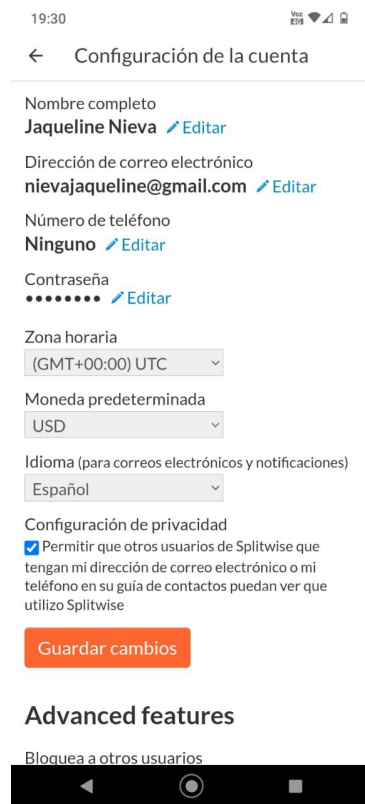 19:30
Voz
4G
Configuración de la cuenta
Nombre completo
Jaqueline Nieva Editar
Dirección de correo electrónico
nievajaqueline@gmail.com Editar
Número de teléfono
Ninguno Editar
Contraseña
•••••••• Editar
Zona horaria
(GMT+00:00) UTC
Moneda predeterminada
USD
Idioma (para correos electrónicos y notificaciones)
Español
Configuración de privacidad
Permitir que otros usuarios de Splitwise que
tengan mi dirección de correo electrónico o mi
teléfono en su guía de contactos puedan ver que
utilizo Splitwise
Guardar cambios
Advanced features
Bloquea a otros usuarios